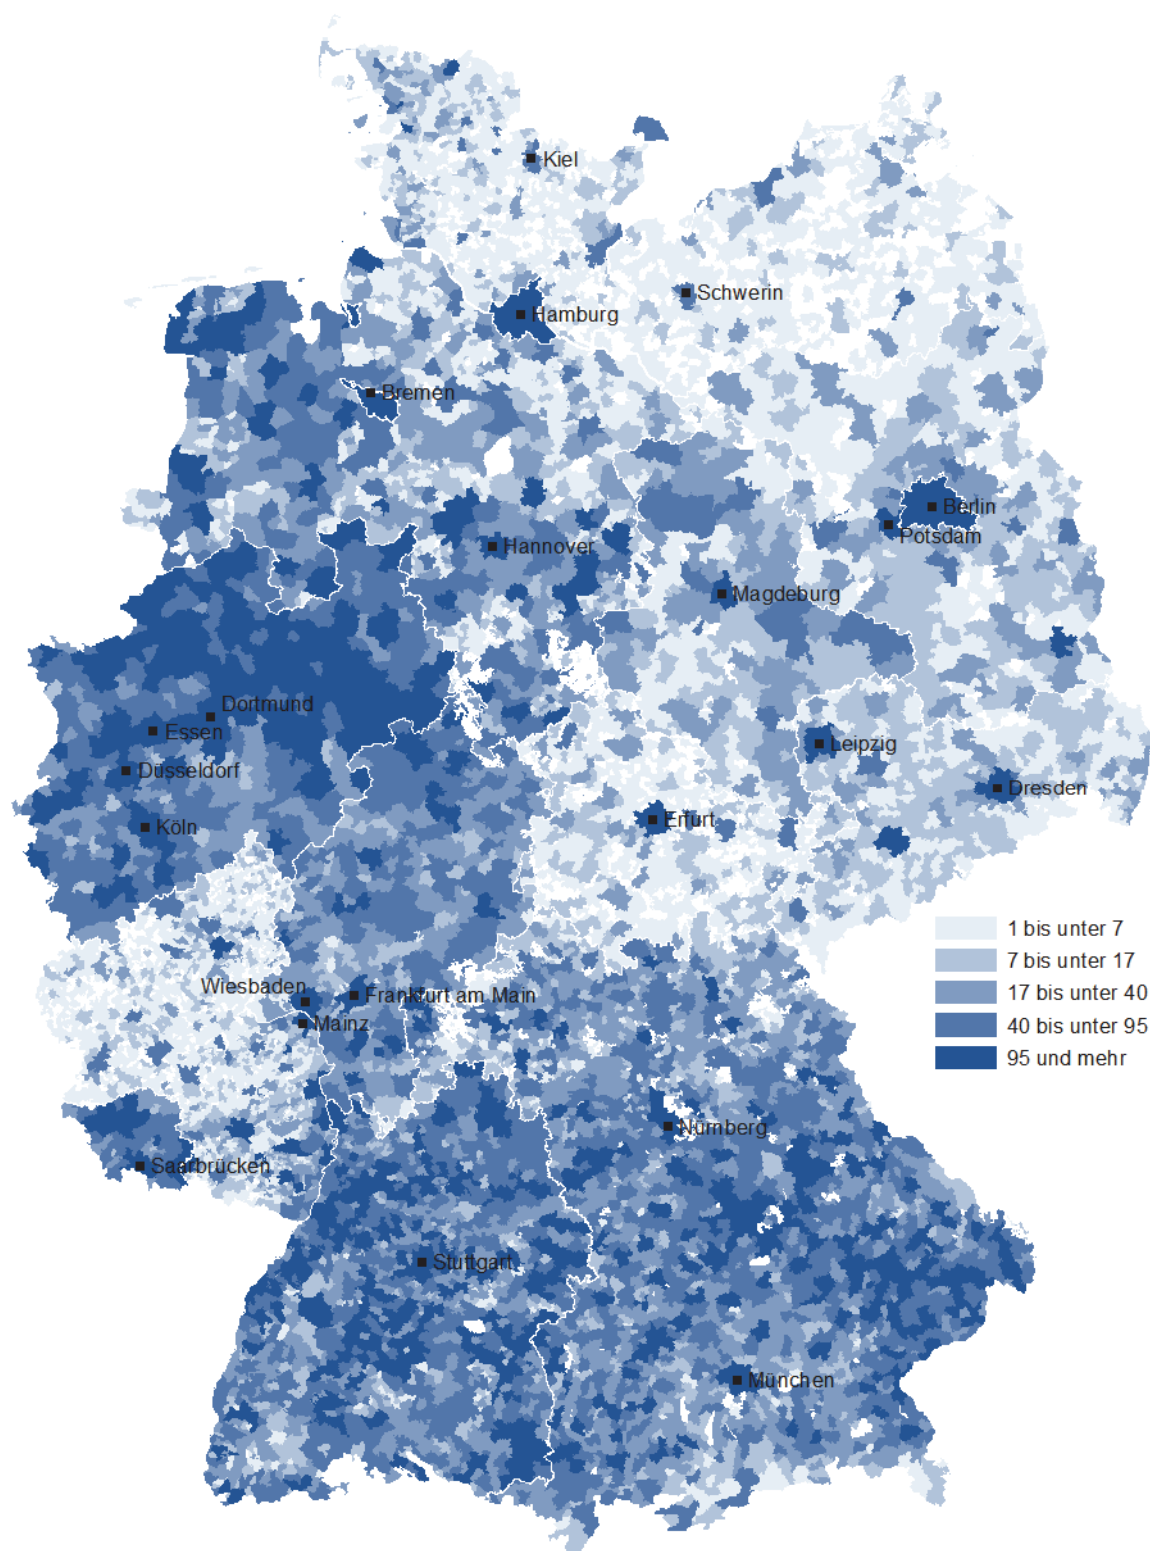 Kiel
Schwerin
Hamburg
Bremen
Berlin
Potsdam
Hannover
Magdeburg
Dortmund
Essen
Leipzig
Düsseldorf
Dresden
Köln
Erfurt
1 bis unter 7
7 bis unter 17
17 bis unter 40
40 bis unter 95
95 und mehr
Wiesbaden
Frankfurt am Main
Mainz
Nürnberg
Saarbrücken
Stuttgart
München